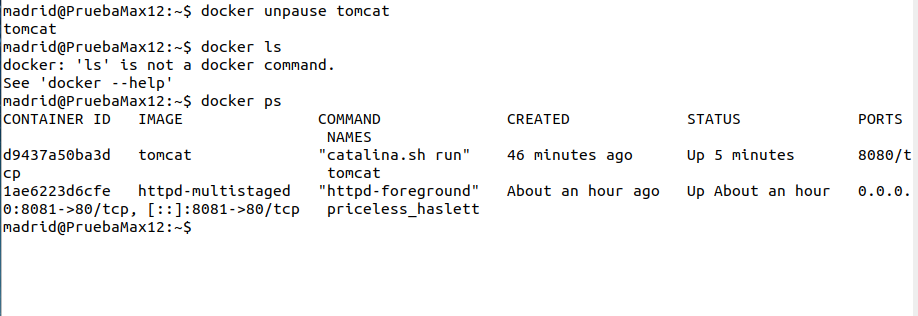 madrid@PruebaMax12:~$ docker unpause tomcat
tomcat
madrid@PruebaMax12:~$ docker ls
docker: 'ls' is not a docker command.
See 'docker --help'
madrid@PruebaMax12:~$ docker ps
CONTAINER ID   IMAGE               COMMAND              CREATED             STATUS             PORTS
                                    NAMES
d9437a50ba3d   tomcat              "catalina.sh run"    46 minutes ago      Up 5 minutes       8080/t
cp                                  tomcat
1ae6223d6cfe   httpd-multistaged   "httpd-foreground"   About an hour ago   Up About an hour   0.0.0.
0:8081->80/tcp, [::]:8081->80/tcp   priceless_haslett
madrid@PruebaMax12:~$